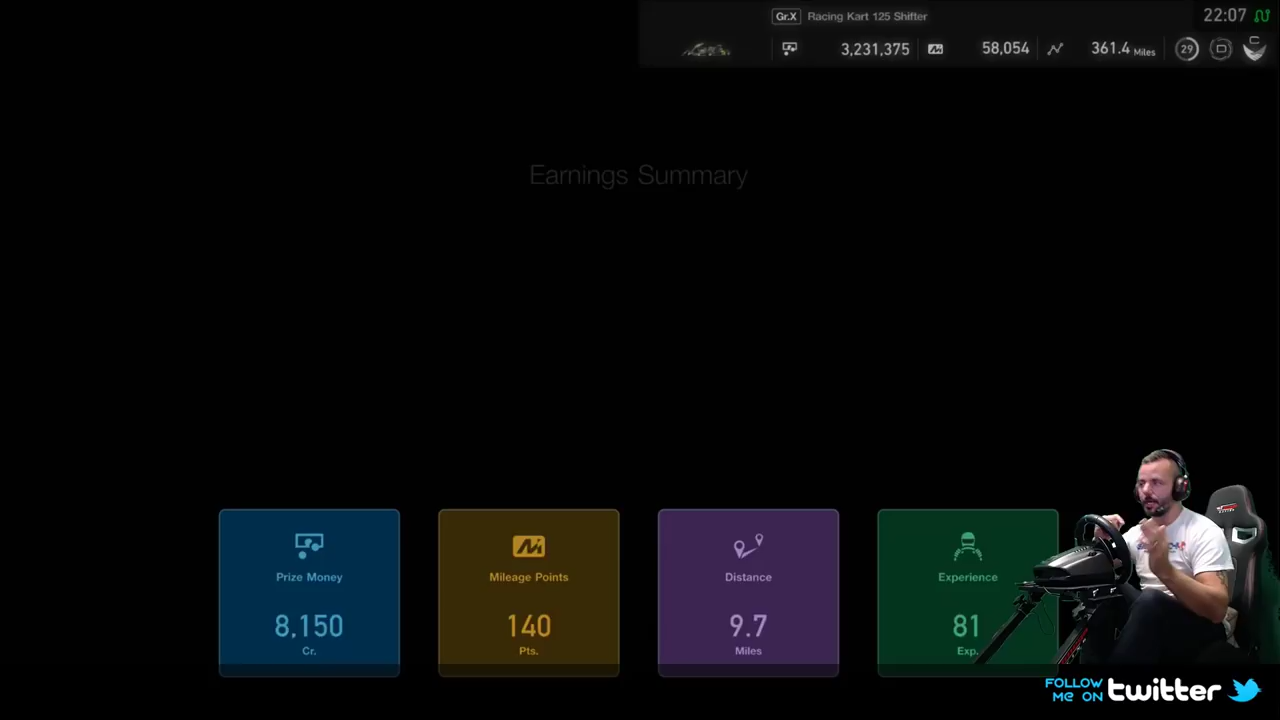 Gr.X Racing Kart 125 Shifter
22:07
3,231,375
58,054
361.4 Miles
29
C
Earnings Summary
Prize Money
8,150
Cr.
Mileage Points
140
Pts.
Distance
9.7
Miles
Experience
81
Exp.
FOLLOW
ME ON
twitter